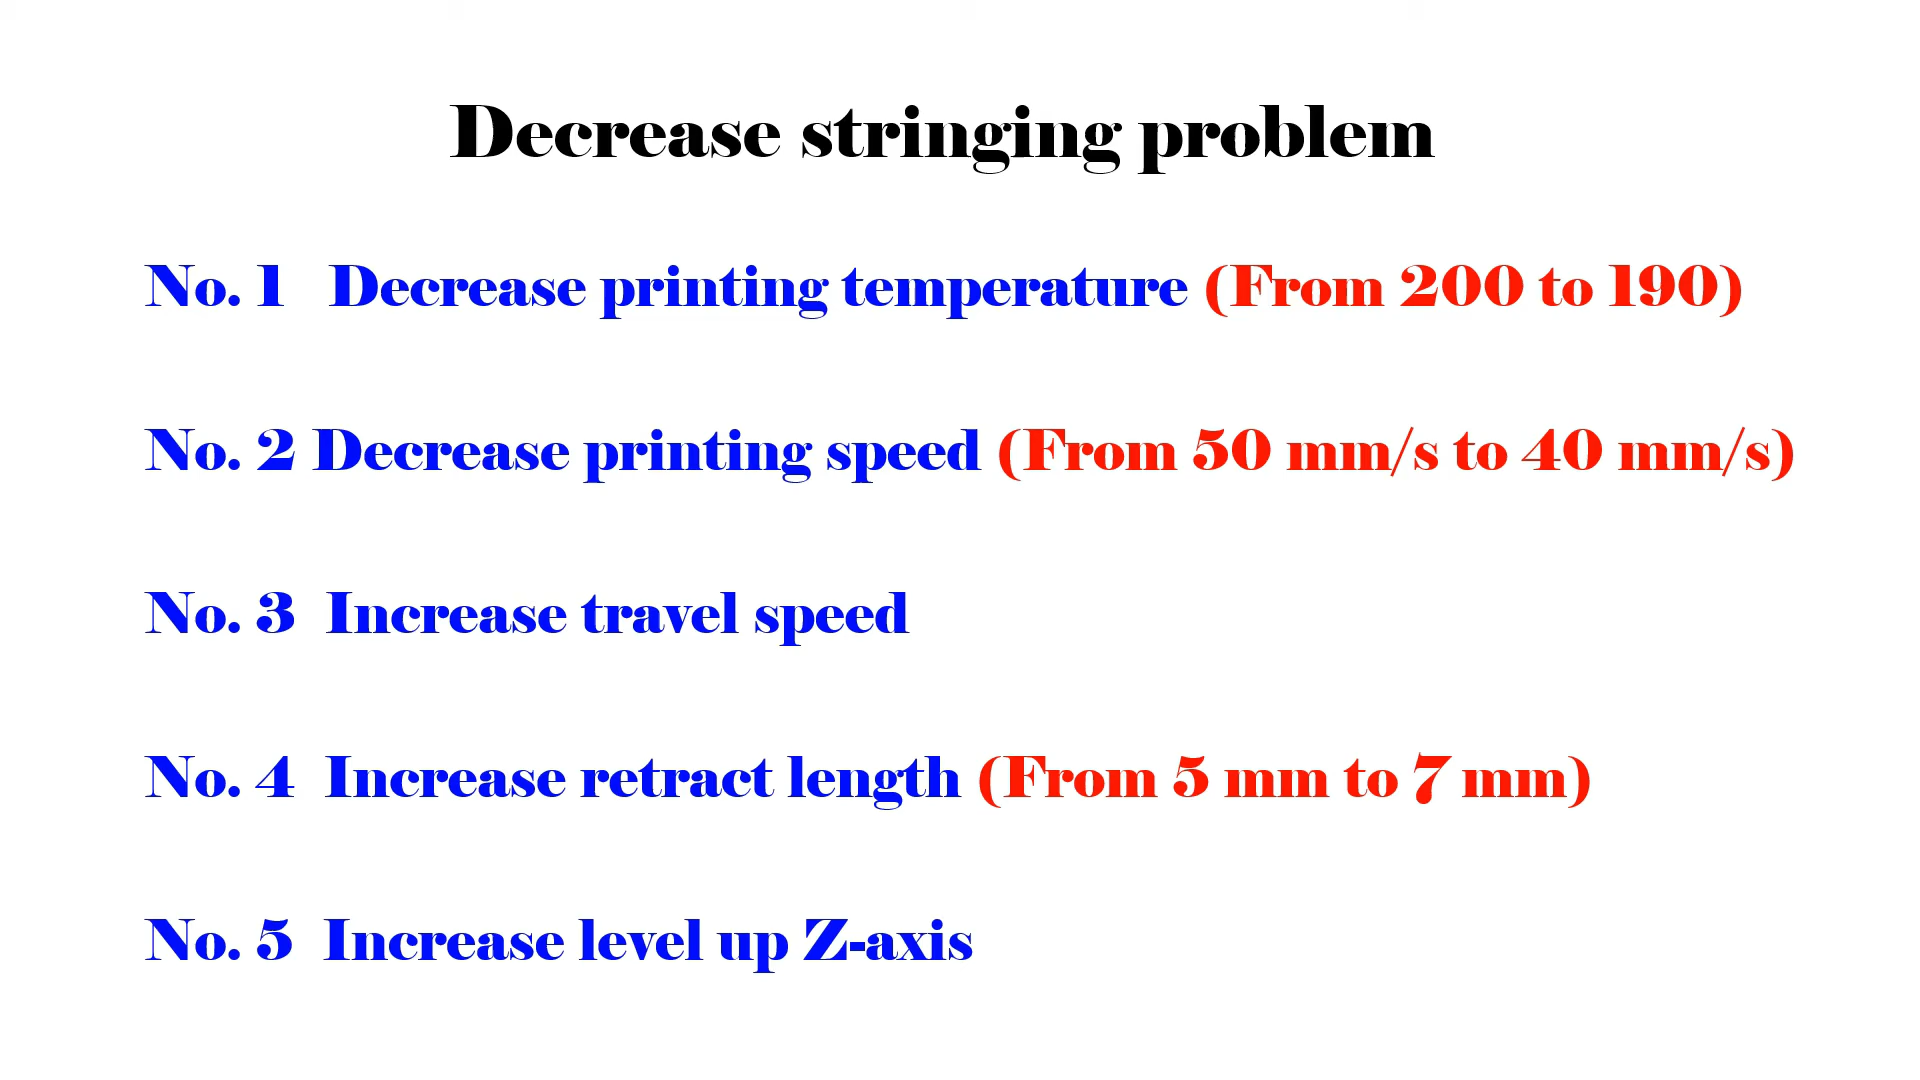 Decrease stringing problem
No. 1 Decrease printing temperature (From 200 to 190)
No. 2 Decrease printing speed (From 50 mm/s to 40 mm/s)
No. 3 Increase travel speed
No. 4 Increase retract length (From 5 mm to 7 mm)
No. 5 Increase level up Z-axis